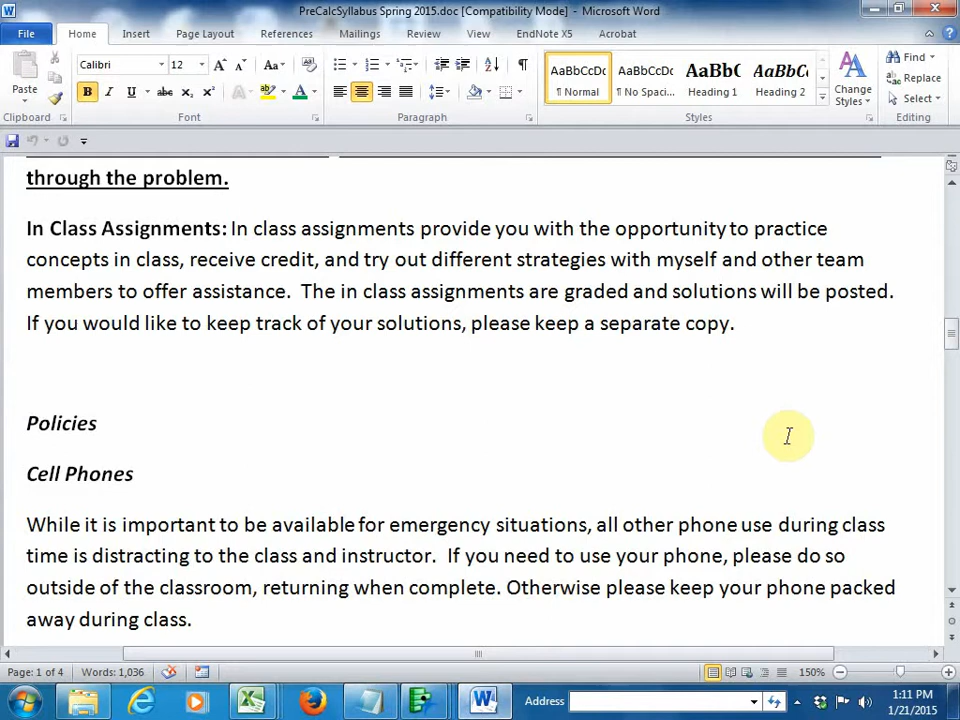 PreCalcSyllabus Spring 2015.doc [Compatibility Mode] - Microsoft Word
File Home Insert Page Layout References Mailings Review View EndNote X5 Acrobat
Calibri 12 Aa
Paste
B I U abc x₂ x² A ab A
Clipboard Font Paragraph
AaBbCcDc AaBbCcDc AaBbC AaBbCc
¶ Normal ¶ No Spaci... Heading 1 Heading 2
Change
Styles
Styles
Find
Replace
Select
Editing
through the problem.
In Class Assignments: In class assignments provide you with the opportunity to practice
concepts in class, receive credit, and try out different strategies with myself and other team
members to offer assistance. The in class assignments are graded and solutions will be posted.
If you would like to keep track of your solutions, please keep a separate copy.
Policies
Cell Phones
While it is important to be available for emergency situations, all other phone use during class
time is distracting to the class and instructor. If you need to use your phone, please do so
outside of the classroom, returning when complete. Otherwise please keep your phone packed
away during class.
Page: 1 of 4 Words: 1,036 150%
Address
1:11 PM
1/21/2015